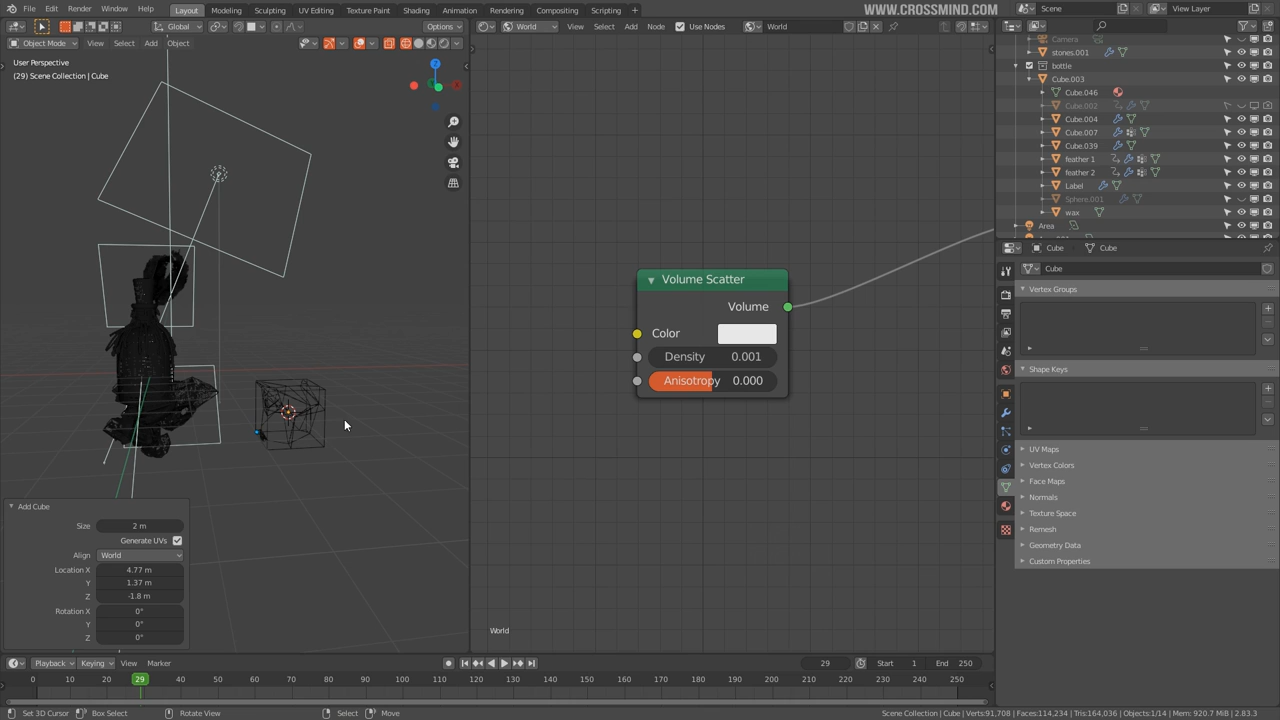 File Edit Render Window Help Layout Modeling Sculpting UV Editing Texture Paint Shading Animation Rendering Compositing Scripting + WWW.CROSSMIND.COM Scene View Layer
Global Options World Object Add Node Use Nodes World
Object Mode View Select Add Object
View Select
User Perspective
(29) Scene Collection | Cube
Z
Camera
stones.001
bottle
Cube.003
Cube.046
Cube.002
Cube.004
Cube.007
Cube.039
feather 1
feather 2
Label
Sphere.001
wax
Area
Cube Cube
Cube
Vertex Groups
Shape Keys
UV Maps
Vertex Colors
Face Maps
Normals
Texture Space
Remesh
Geometry Data
Custom Properties
Volume Scatter
Volume
Color
Density 0.001
Anisotropy 0.000
World
Add Cube
Size 2 m
Generate UVs
Align World
Location X 4.77 m
Y 1.37 m
Z -1.8 m
Rotation X 0°
Y 0°
Z 0°
Playback Keying View Marker 29 Start 1 End 250
0 10 20 29 40 50 60 70 80 90 100 110 120 130 140 150 160 170 180 190 200 210 220 230 240 250
Set 3D Cursor Box Select Rotate View Select Move Scene Collection | Cube | Verts:91,708 | Faces:114,234 | Tris:164,036 | Objects:1/14 | Mem: 920.7 MiB | 2.83.3